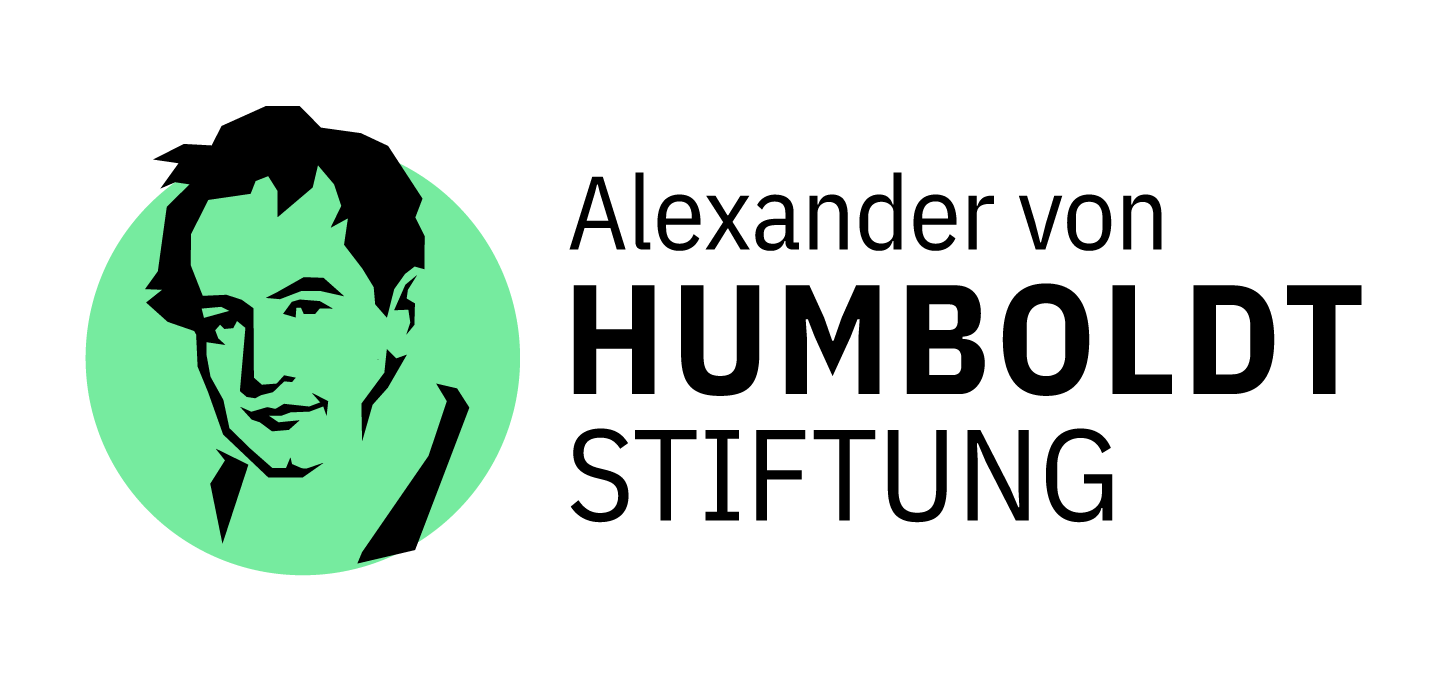 Alexander von
HUMBOLDT
STIFTUNG